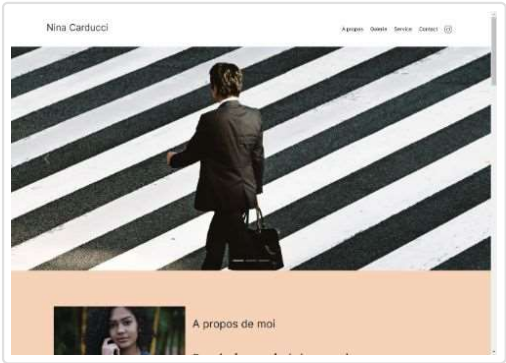 Nina Carducci
A propos Galerie Service Contact
A propos de moi